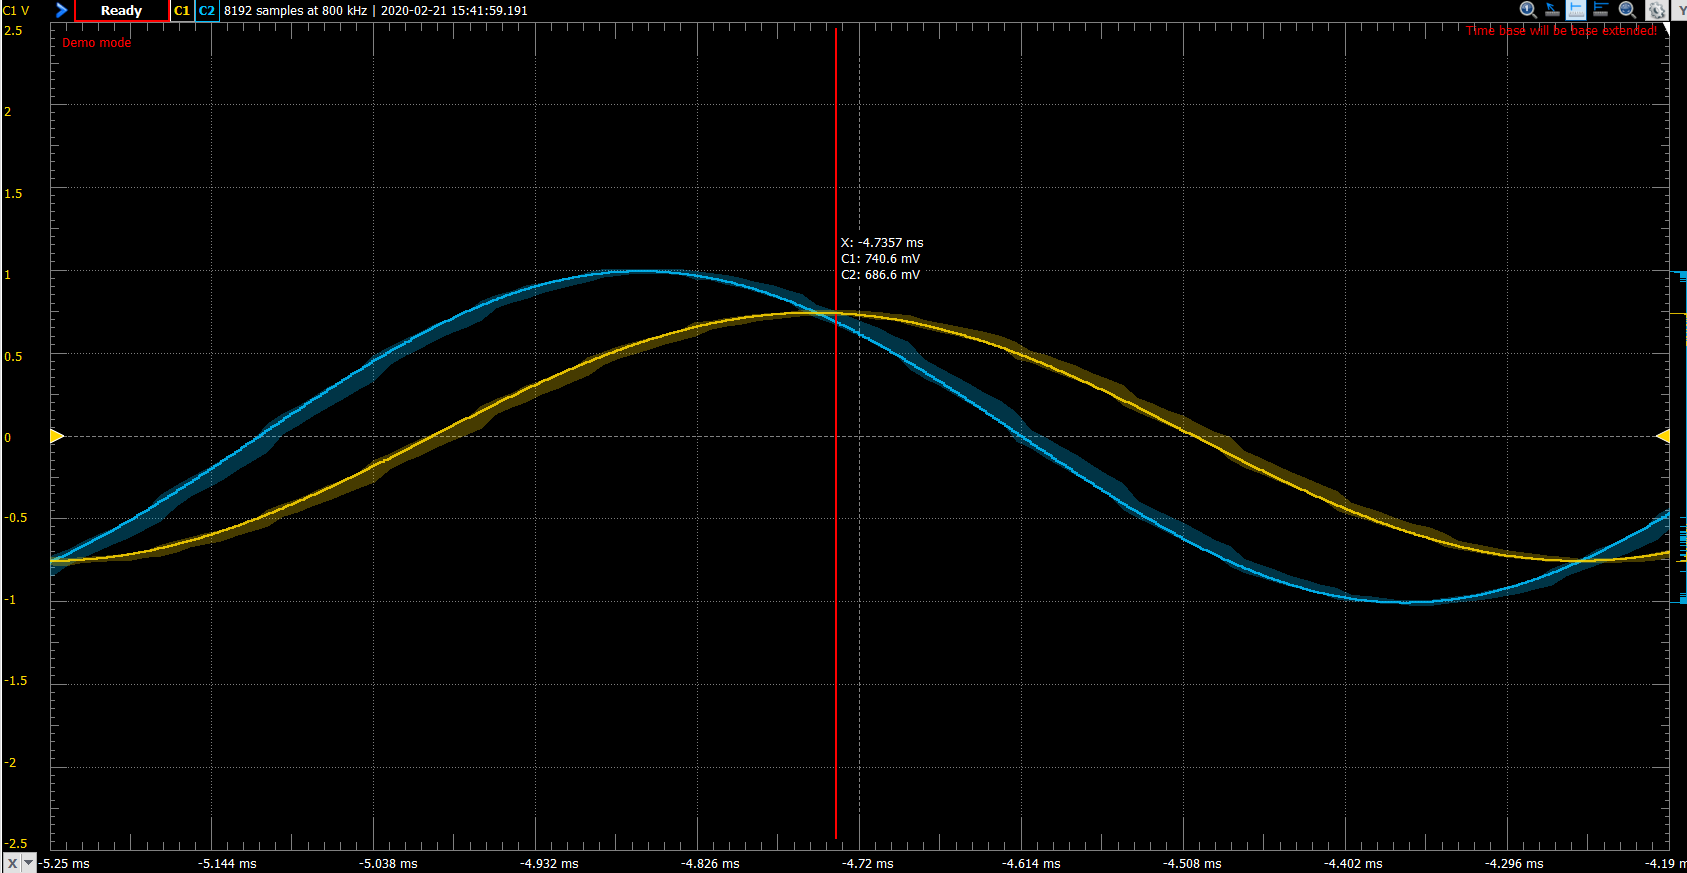 C1 V Ready C1 C2 8192 samples at 800 kHz | 2020-02-21 15:41:59.191 Y
2.5
Demo mode
Time base will be base extended!
2
1.5
X: -4.7357 ms
C1: 740.6 mV
C2: 686.6 mV
1
0.5
0
-0.5
-1
-1.5
-2
-2.5
X -5.25 ms -5.144 ms -5.038 ms -4.932 ms -4.826 ms -4.72 ms -4.614 ms -4.508 ms -4.402 ms -4.296 ms -4.19 m